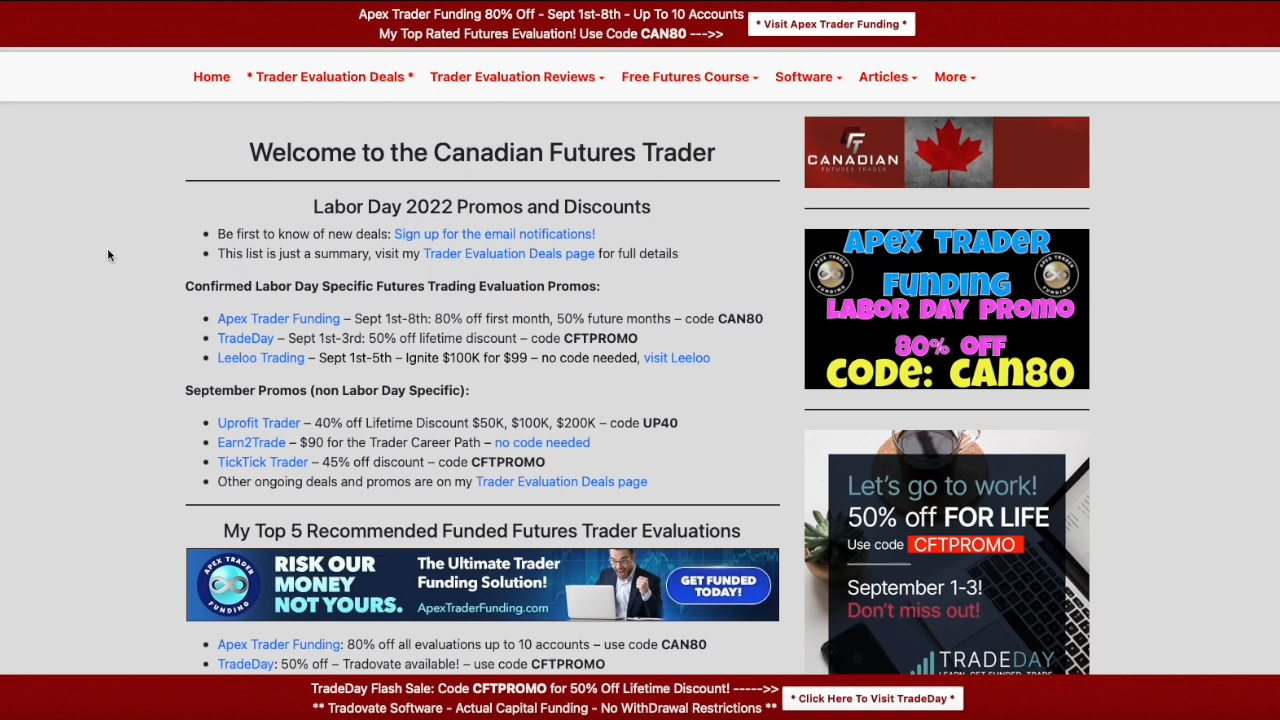 Apex Trader Funding 80% Off - Sept 1st-8th - Up To 10 Accounts
My Top Rated Futures Evaluation! Use Code CAN80 --->>
* Visit Apex Trader Funding *
Home * Trader Evaluation Deals * Trader Evaluation Reviews Free Futures Course Software Articles More
Welcome to the Canadian Futures Trader
Labor Day 2022 Promos and Discounts
• Be first to know of new deals: Sign up for the email notifications!
• This list is just a summary, visit my Trader Evaluation Deals page for full details
Confirmed Labor Day Specific Futures Trading Evaluation Promos:
• Apex Trader Funding – Sept 1st-8th: 80% off first month, 50% future months – code CAN80
• TradeDay – Sept 1st-3rd: 50% off lifetime discount – code CFTPROMO
• Leeloo Trading – Sept 1st-5th – Ignite $100K for $99 – no code needed, visit Leeloo
September Promos (non Labor Day Specific):
• Uprofit Trader – 40% off Lifetime Discount $50K, $100K, $200K – code UP40
• Earn2Trade – $90 for the Trader Career Path – no code needed
• TickTick Trader – 45% off discount – code CFTPROMO
• Other ongoing deals and promos are on my Trader Evaluation Deals page
My Top 5 Recommended Funded Futures Trader Evaluations
APEX TRADER
FUNDING
RISK OUR
MONEY
NOT YOURS.
The Ultimate Trader
Funding Solution!
ApexTraderFunding.com
GET FUNDED
TODAY!
• Apex Trader Funding: 80% off all evaluations up to 10 accounts – use code CAN80
• TradeDay: 50% off – Tradovate available! – use code CFTPROMO
CANADIAN
FUTURES TRADER
APEX TRADER
FUNDING
LABOR DAY PROMO
80% OFF
CODE: CAN80
Let's go to work!
50% off FOR LIFE
Use code CFTPROMO
September 1-3!
Don't miss out!
TRADEDAY
LEARN. GET FUNDED. TRADE.
TradeDay Flash Sale: Code CFTPROMO for 50% Off Lifetime Discount! ----->>
** Tradovate Software - Actual Capital Funding - No WithDrawal Restrictions **
* Click Here To Visit TradeDay *